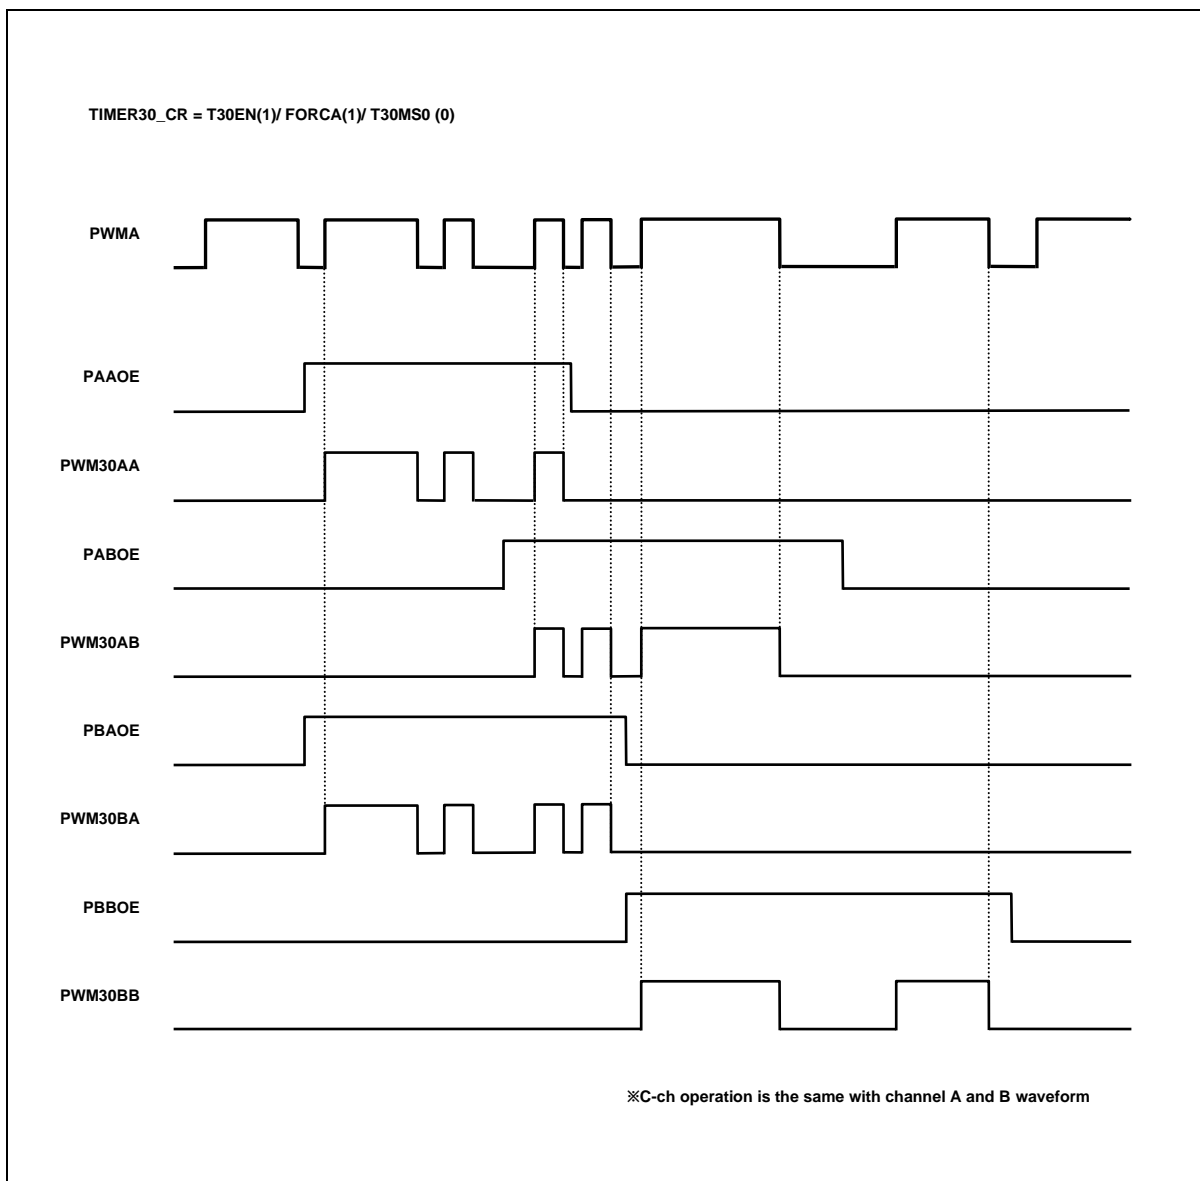 TIMER30_CR = T30EN(1)/ FORCA(1)/ T30MS0 (0)
PWMA
PAAOE
PWM30AA
PABOE
PWM30AB
PBAOE
PWM30BA
PBBOE
PWM30BB
※C-ch operation is the same with channel A and B waveform